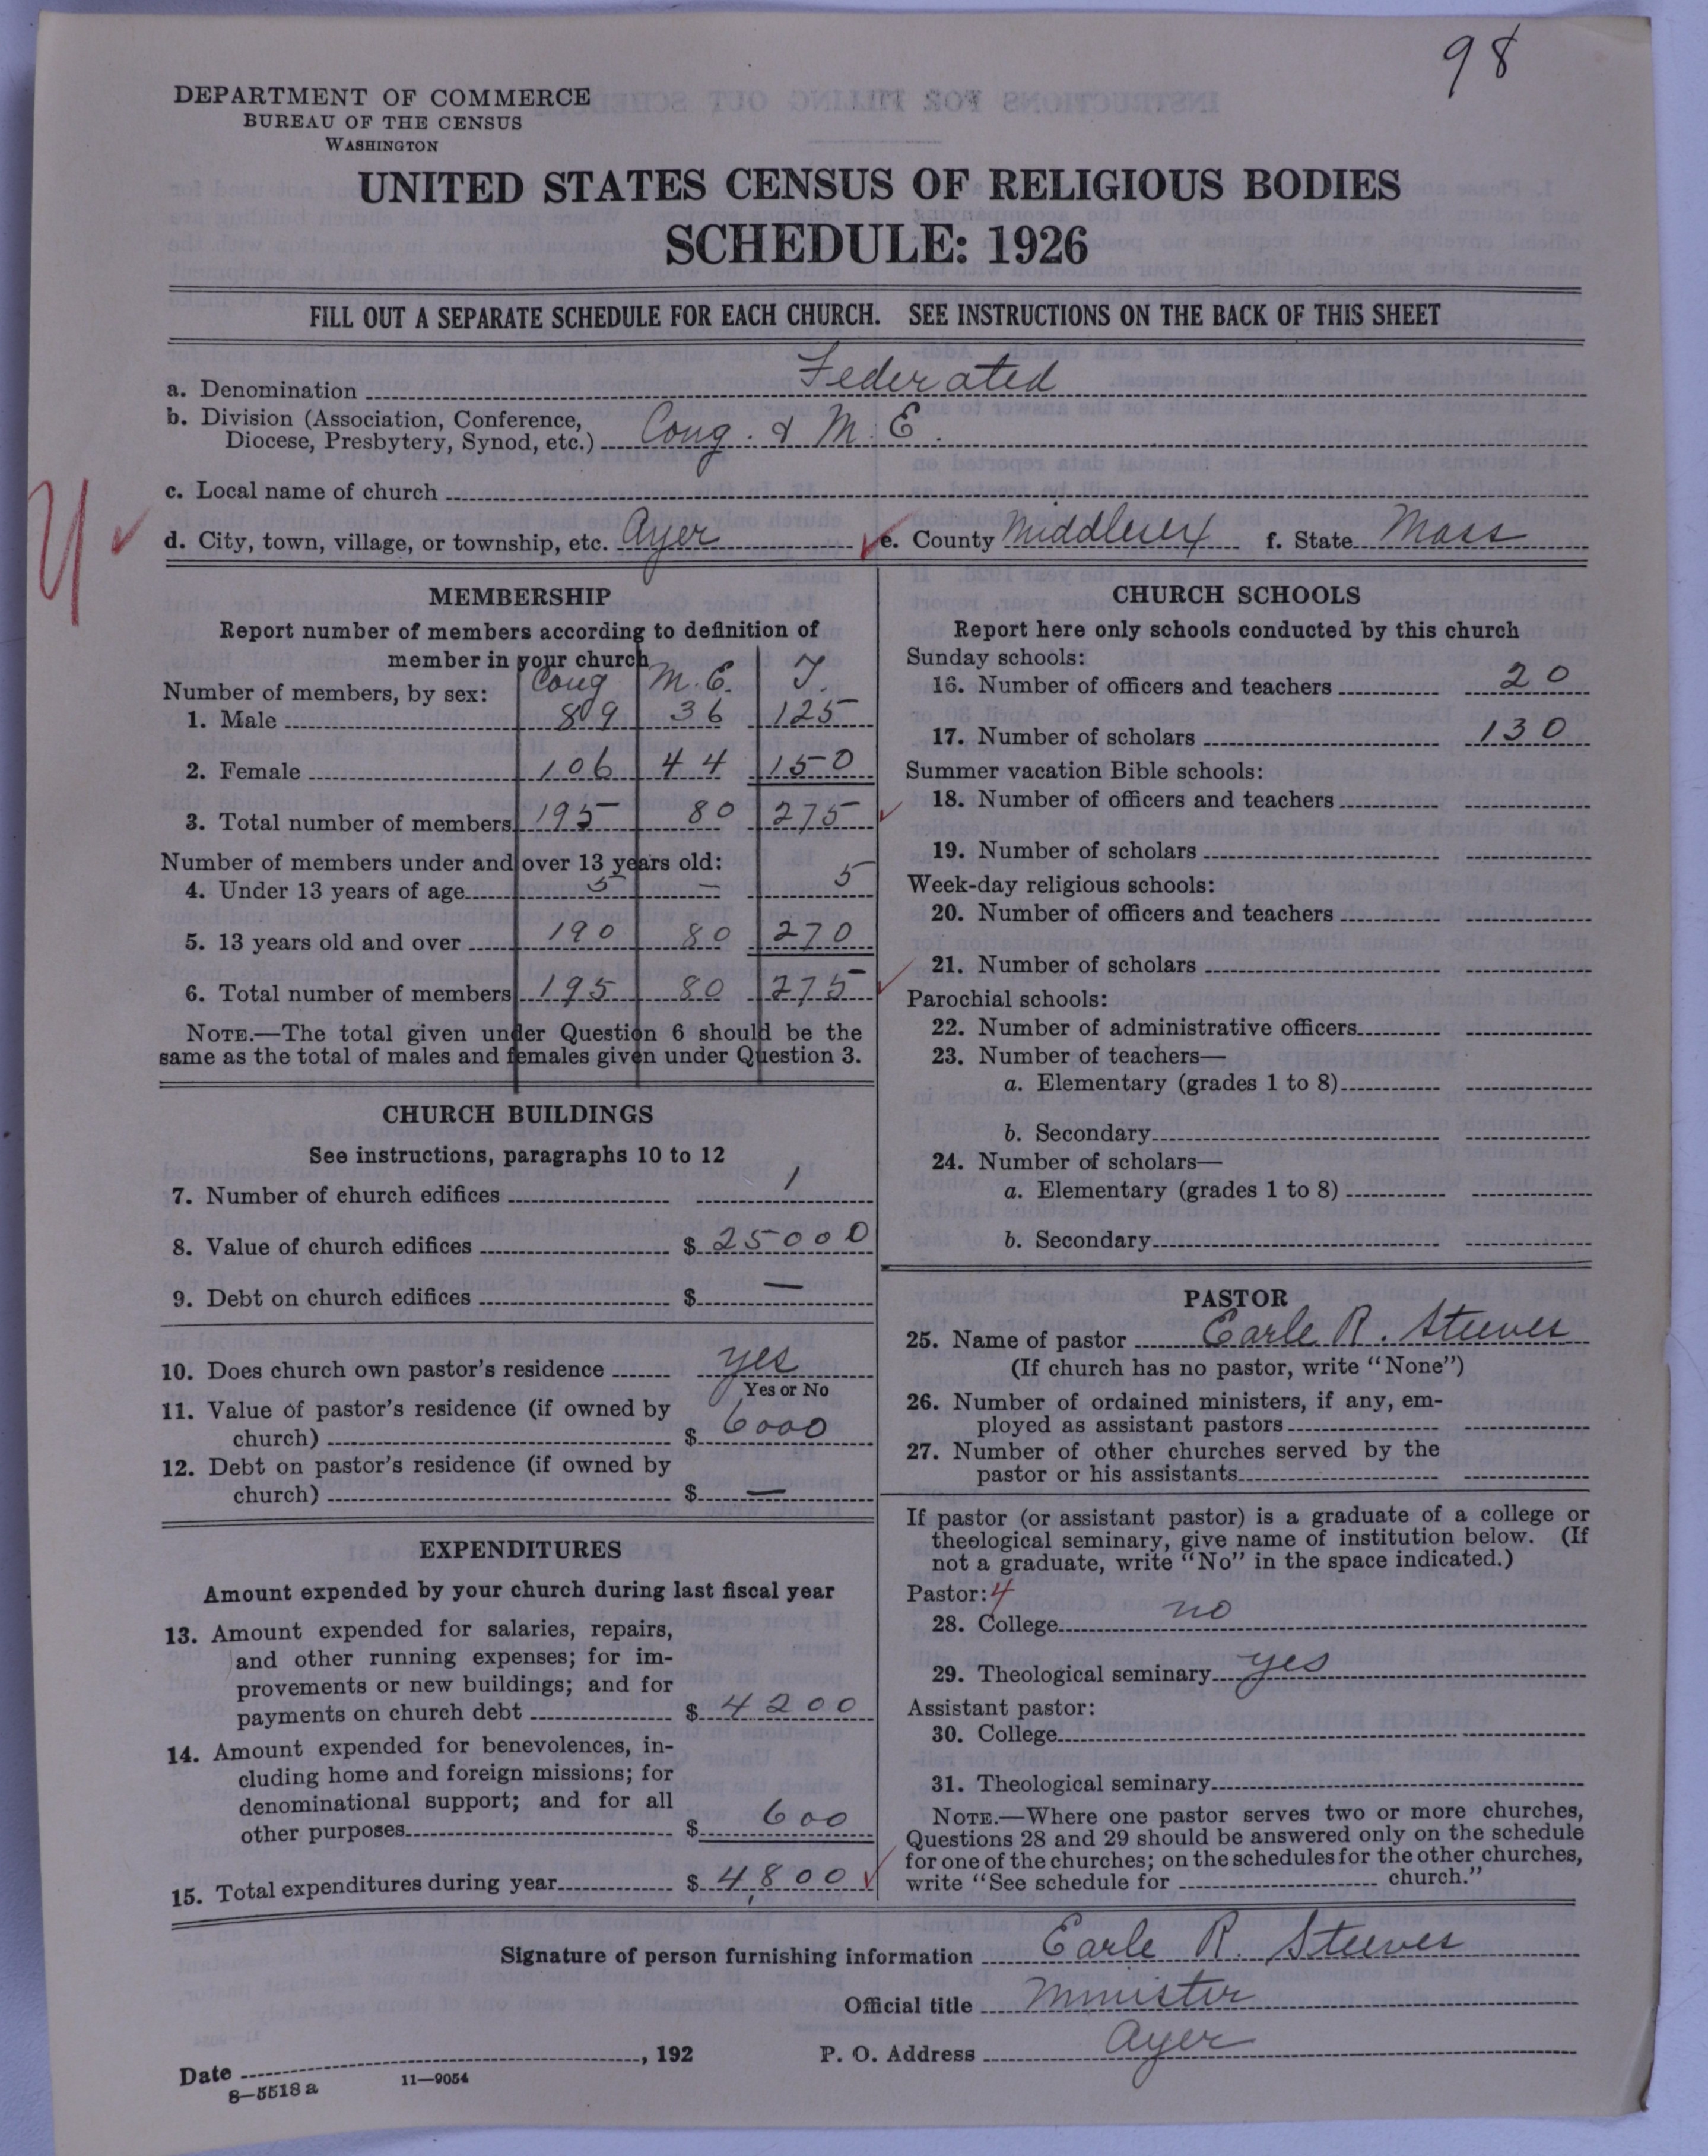 98
DEPARTMENT OF COMMERCE
BUREAU OF THE CENSUS
WASHINGTON
UNITED STATES CENSUS OF RELIGIOUS BODIES
SCHEDULE: 1926
FILL OUT A SEPARATE SCHEDULE FOR EACH CHURCH. SEE INSTRUCTIONS ON THE BACK OF THIS SHEET
a. Denomination Federated
b. Division (Association, Conference,
Diocese, Presbytery, Synod, etc.) Cong. & M. E.
c. Local name of church
d. City, town, village, or township, etc. Ayer e. County Middlesex f. State Mass
MEMBERSHIP
Report number of members according to definition of
member in your church
Cong M.E. T.
Number of members, by sex:
1. Male 89 36 125
2. Female 106 44 150
3. Total number of members 195 80 275
Number of members under and over 13 years old:
4. Under 13 years of age 5 — 5
5. 13 years old and over 190 80 270
6. Total number of members 195 80 275
NOTE.—The total given under Question 6 should be the
same as the total of males and females given under Question 3.
CHURCH BUILDINGS
See instructions, paragraphs 10 to 12
7. Number of church edifices 1
8. Value of church edifices $ 25000
9. Debt on church edifices $ —
10. Does church own pastor's residence yes
Yes or No
11. Value of pastor's residence (if owned by
church) $ 6000
12. Debt on pastor's residence (if owned by
church) $ —
EXPENDITURES
Amount expended by your church during last fiscal year
13. Amount expended for salaries, repairs,
and other running expenses; for im-
provements or new buildings; and for
payments on church debt $ 4200
14. Amount expended for benevolences, in-
cluding home and foreign missions; for
denominational support; and for all
other purposes $ 600
15. Total expenditures during year $ 4,800
CHURCH SCHOOLS
Report here only schools conducted by this church
Sunday schools:
16. Number of officers and teachers 20
17. Number of scholars 130
Summer vacation Bible schools:
18. Number of officers and teachers
19. Number of scholars
Week-day religious schools:
20. Number of officers and teachers
21. Number of scholars
Parochial schools:
22. Number of administrative officers
23. Number of teachers—
a. Elementary (grades 1 to 8)
b. Secondary
24. Number of scholars—
a. Elementary (grades 1 to 8)
b. Secondary
PASTOR
25. Name of pastor Earle R. Steeves
(If church has no pastor, write "None")
26. Number of ordained ministers, if any, em-
ployed as assistant pastors
27. Number of other churches served by the
pastor or his assistants
If pastor (or assistant pastor) is a graduate of a college or
theological seminary, give name of institution below. (If
not a graduate, write "No" in the space indicated.)
Pastor: 4
28. College no
29. Theological seminary yes
Assistant pastor:
30. College
31. Theological seminary
NOTE.—Where one pastor serves two or more churches,
Questions 28 and 29 should be answered only on the schedule
for one of the churches; on the schedules for the other churches,
write "See schedule for church."
Signature of person furnishing information Earle R. Steeves
Official title Minister
Date , 192 P. O. Address Ayer
8—5518 a 11—9054